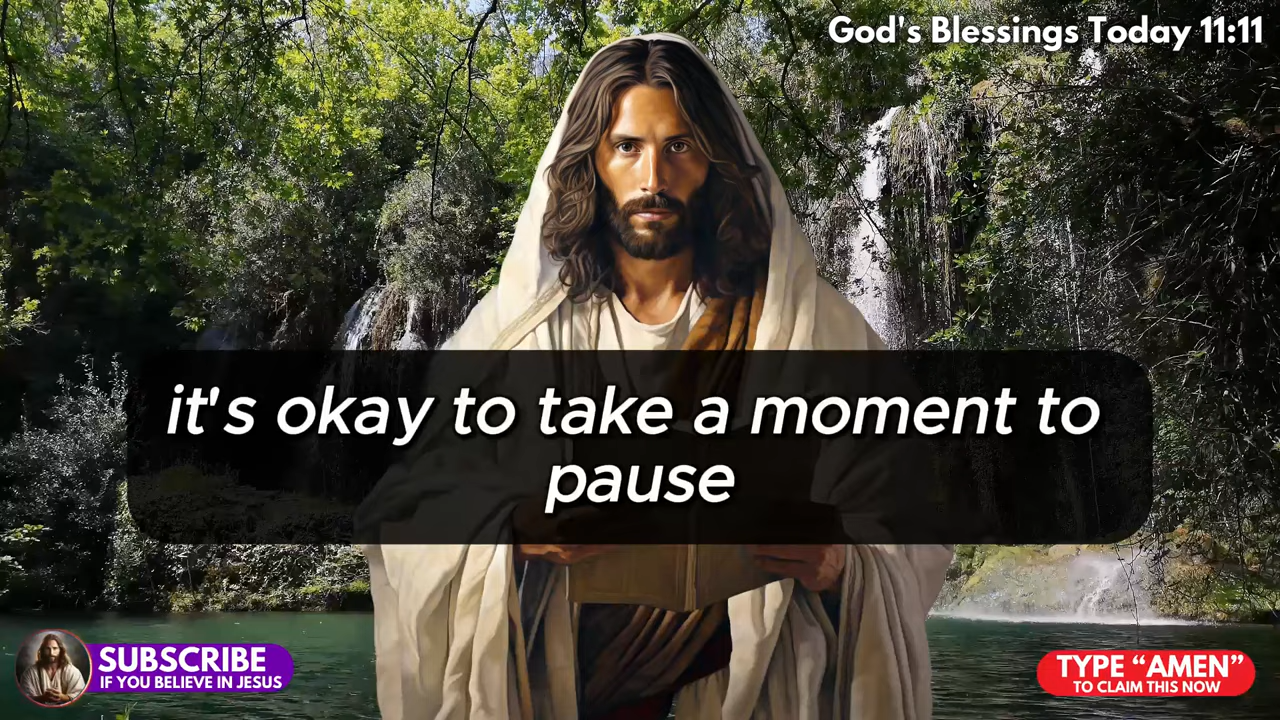 God's Blessings Today 11:11
it's okay to take a moment to
pause
SUBSCRIBE
IF YOU BELIEVE IN JESUS
TYPE “AMEN”
TO CLAIM THIS NOW